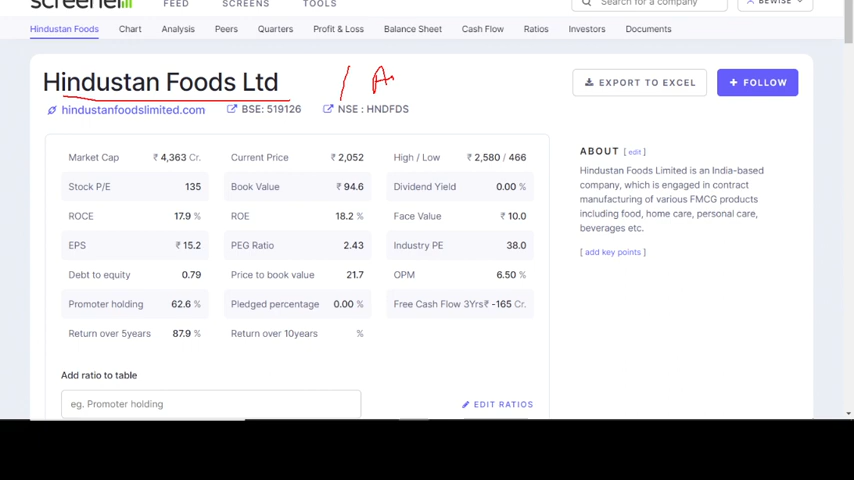 screener
FEED SCREENS TOOLS
Search for a company
BEWISE
Hindustan Foods Chart Analysis Peers Quarters Profit & Loss Balance Sheet Cash Flow Ratios Investors Documents
Hindustan Foods Ltd
EXPORT TO EXCEL
+ FOLLOW
hindustanfoodslimited.com BSE: 519126 NSE : HNDFDS
Market Cap ₹ 4,363 Cr. Current Price ₹ 2,052 High / Low ₹ 2,580 / 466
Stock P/E 135 Book Value ₹ 94.6 Dividend Yield 0.00 %
ROCE 17.9 % ROE 18.2 % Face Value ₹ 10.0
EPS ₹ 15.2 PEG Ratio 2.43 Industry PE 38.0
Debt to equity 0.79 Price to book value 21.7 OPM 6.50 %
Promoter holding 62.6 % Pledged percentage 0.00 % Free Cash Flow 3Yrs ₹ -165 Cr.
Return over 5years 87.9 % Return over 10years %
Add ratio to table
eg. Promoter holding
EDIT RATIOS
ABOUT [ edit ]
Hindustan Foods Limited is an India-based
company, which is engaged in contract
manufacturing of various FMCG products
including food, home care, personal care,
beverages etc.
[ add key points ]